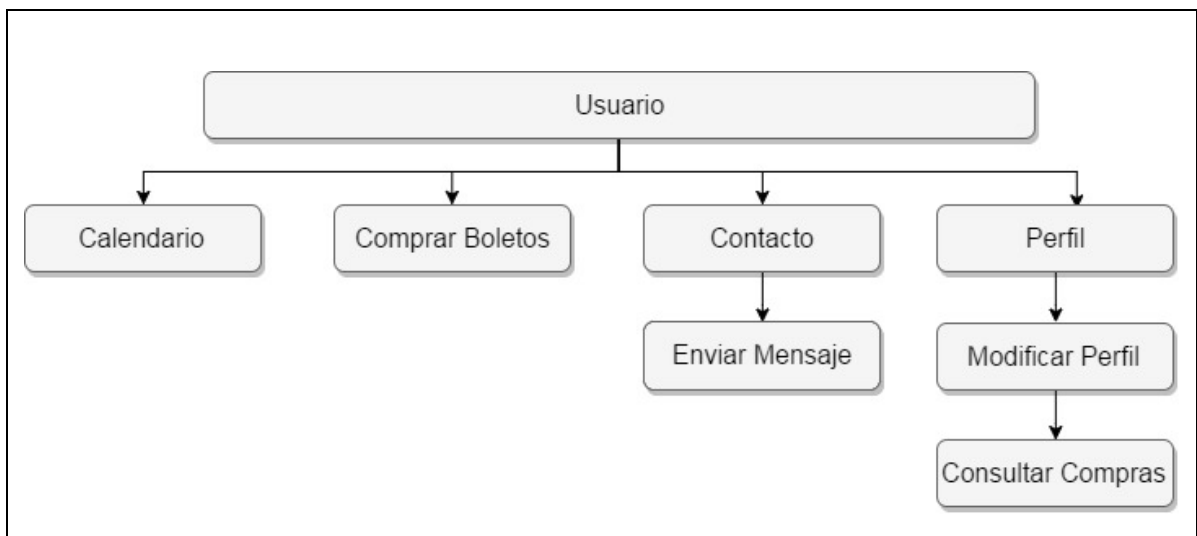 Usuario
Calendario
Comprar Boletos
Contacto
Perfil
Enviar Mensaje
Modificar Perfil
Consultar Compras